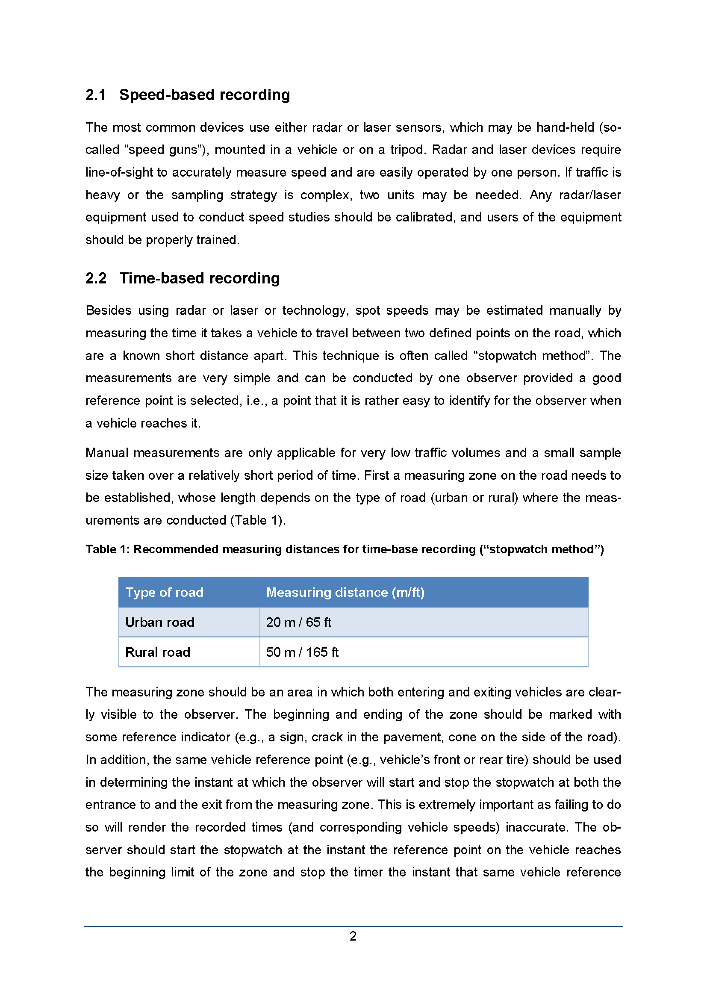 2.1 Speed-based recording
The most common devices use either radar or laser sensors, which may be hand-held (so-
called “speed guns”), mounted in a vehicle or on a tripod. Radar and laser devices require
line-of-sight to accurately measure speed and are easily operated by one person. If traffic is
heavy or the sampling strategy is complex, two units may be needed. Any radar/laser
equipment used to conduct speed studies should be calibrated, and users of the equipment
should be properly trained.
2.2 Time-based recording
Besides using radar or laser or technology, spot speeds may be estimated manually by
measuring the time it takes a vehicle to travel between two defined points on the road, which
are a known short distance apart. This technique is often called “stopwatch method”. The
measurements are very simple and can be conducted by one observer provided a good
reference point is selected, i.e., a point that it is rather easy to identify for the observer when
a vehicle reaches it.
Manual measurements are only applicable for very low traffic volumes and a small sample
size taken over a relatively short period of time. First a measuring zone on the road needs to
be established, whose length depends on the type of road (urban or rural) where the meas-
urements are conducted (Table 1).
Table 1: Recommended measuring distances for time-base recording (“stopwatch method”)
Type of road Measuring distance (m/ft)
Urban road 20 m / 65 ft
Rural road 50 m / 165 ft
The measuring zone should be an area in which both entering and exiting vehicles are clear-
ly visible to the observer. The beginning and ending of the zone should be marked with
some reference indicator (e.g., a sign, crack in the pavement, cone on the side of the road).
In addition, the same vehicle reference point (e.g., vehicle’s front or rear tire) should be used
in determining the instant at which the observer will start and stop the stopwatch at both the
entrance to and the exit from the measuring zone. This is extremely important as failing to do
so will render the recorded times (and corresponding vehicle speeds) inaccurate. The ob-
server should start the stopwatch at the instant the reference point on the vehicle reaches
the beginning limit of the zone and stop the timer the instant that same vehicle reference
2